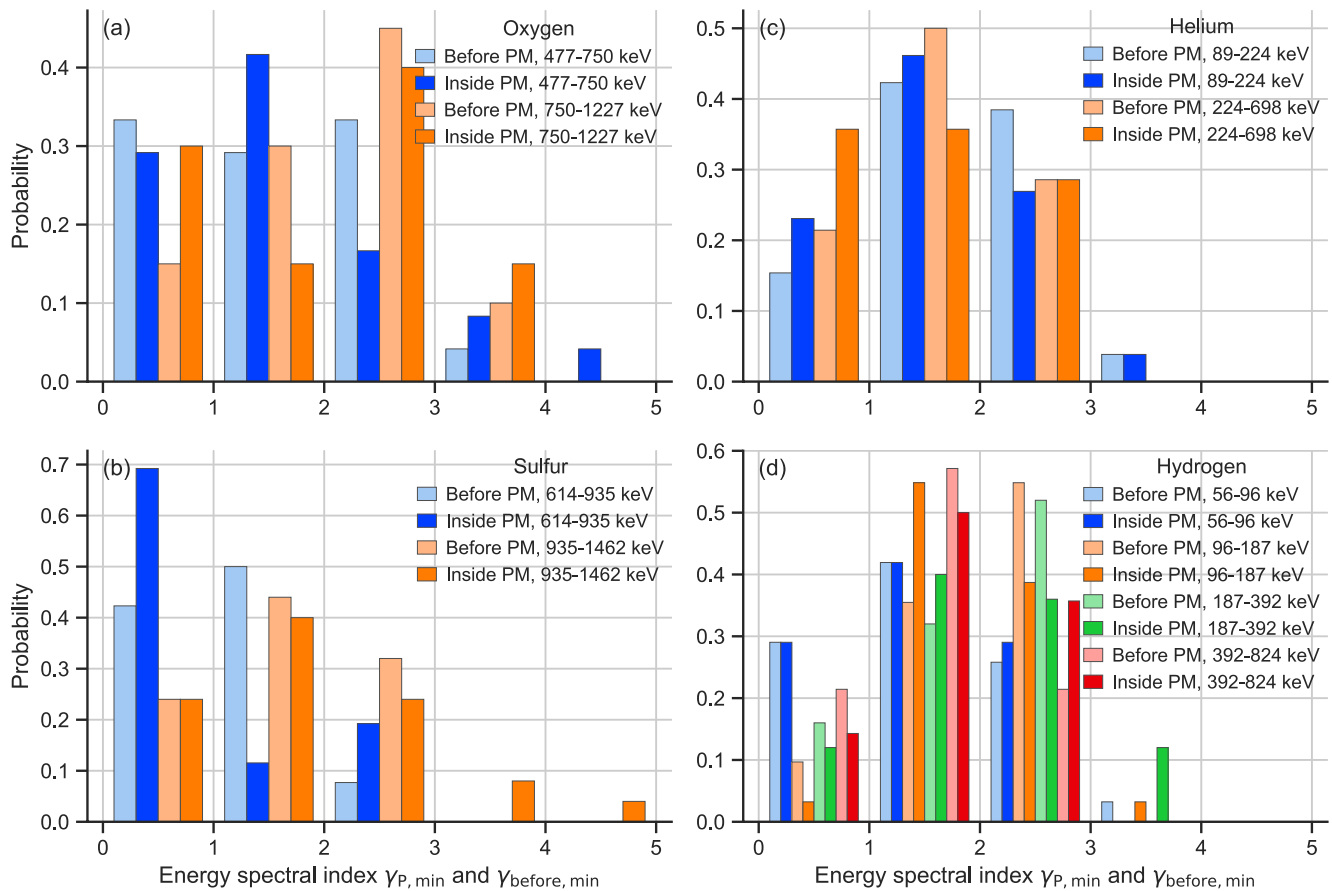 (a)
Oxygen
Before PM, 477-750 keV
Inside PM, 477-750 keV
Before PM, 750-1227 keV
Inside PM, 750-1227 keV
Probability
0.4
0.3
0.2
0.1
0.0
0 1 2 3 4 5
(c)
Helium
Before PM, 89-224 keV
Inside PM, 89-224 keV
Before PM, 224-698 keV
Inside PM, 224-698 keV
0.5
0.4
0.3
0.2
0.1
0.0
0 1 2 3 4 5
(b)
Sulfur
Before PM, 614-935 keV
Inside PM, 614-935 keV
Before PM, 935-1462 keV
Inside PM, 935-1462 keV
Probability
0.7
0.6
0.5
0.4
0.3
0.2
0.1
0.0
0 1 2 3 4 5
Energy spectral index γP, min and γbefore, min
(d)
Hydrogen
Before PM, 56-96 keV
Inside PM, 56-96 keV
Before PM, 96-187 keV
Inside PM, 96-187 keV
Before PM, 187-392 keV
Inside PM, 187-392 keV
Before PM, 392-824 keV
Inside PM, 392-824 keV
0.6
0.5
0.4
0.3
0.2
0.1
0.0
0 1 2 3 4 5
Energy spectral index γP, min and γbefore, min